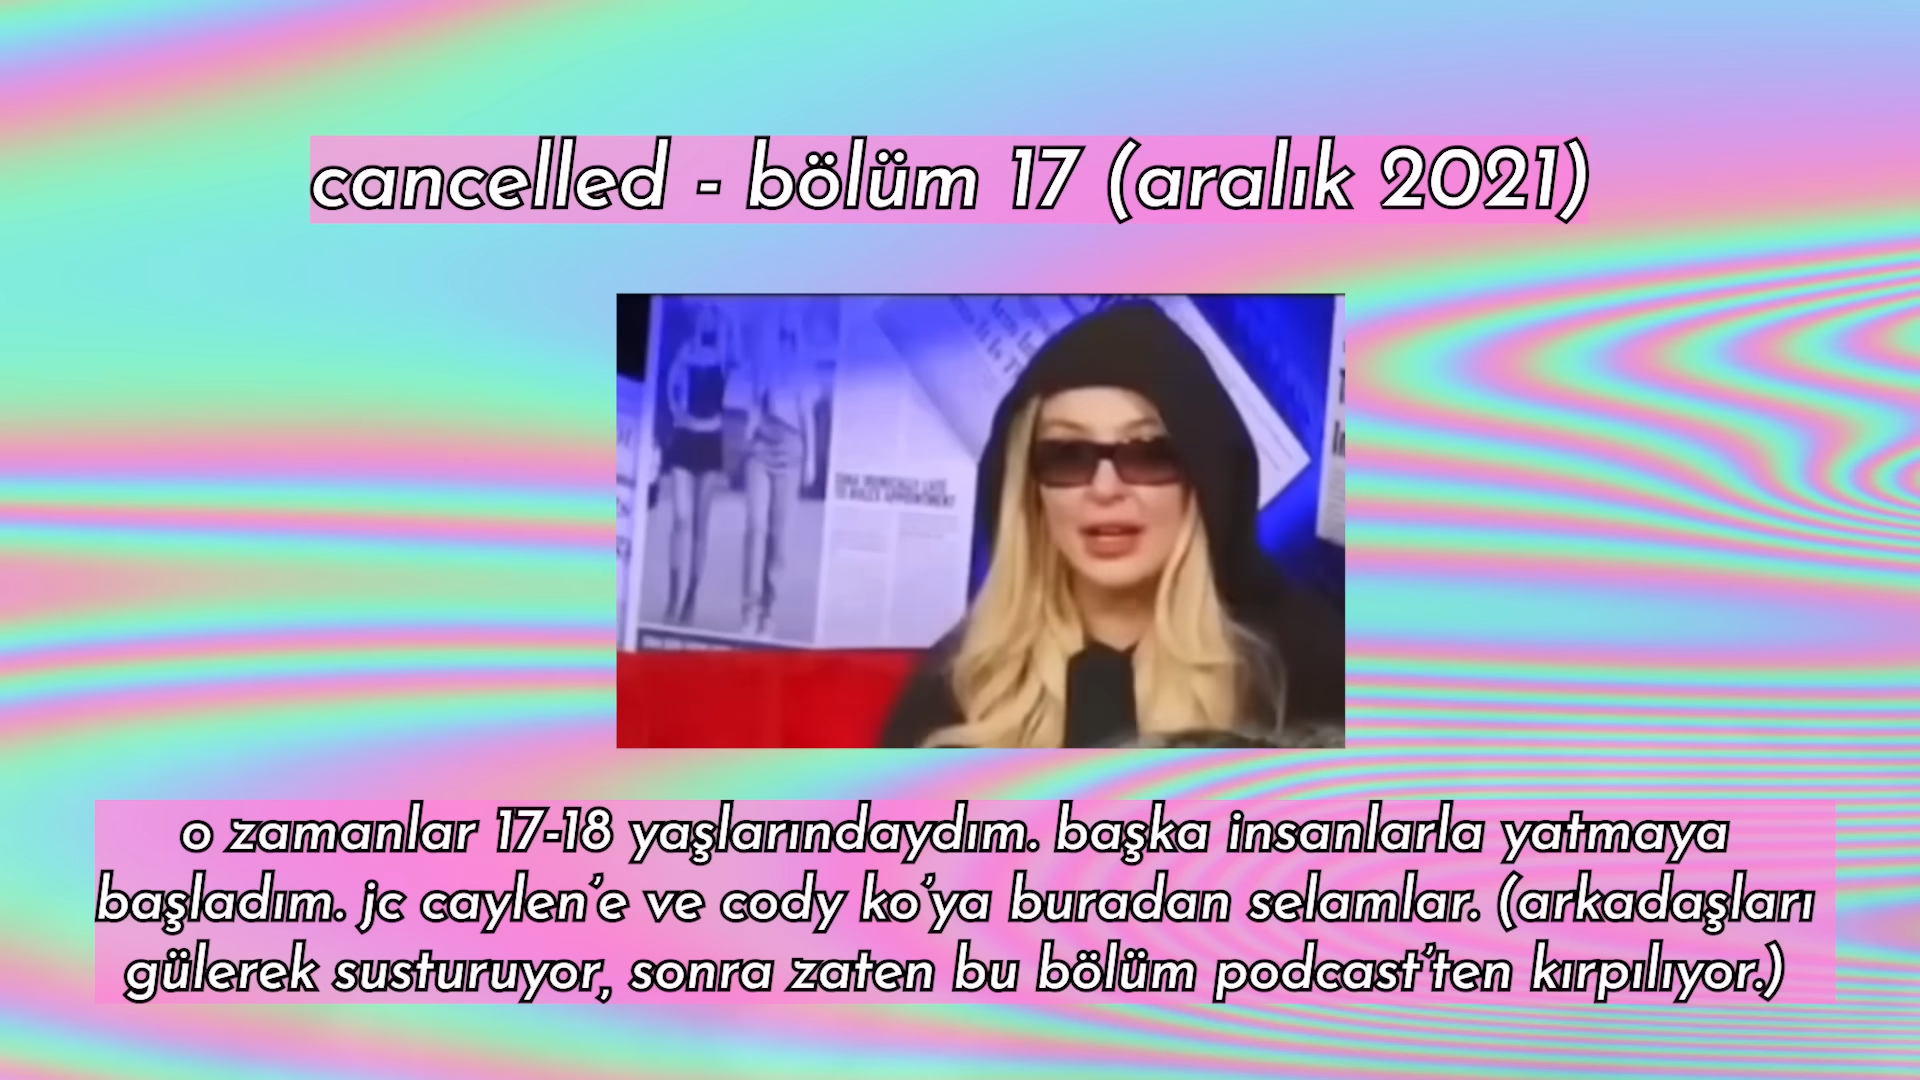 cancelled - bölüm 17 (aralık 2021)
o zamanlar 17-18 yaşlarındaydım. başka insanlarla yatmaya
başladım. jc caylen'e ve cody ko'ya buradan selamlar. (arkadaşları
gülerek susturuyor, sonra zaten bu bölüm podcast'ten kırpılıyor.)